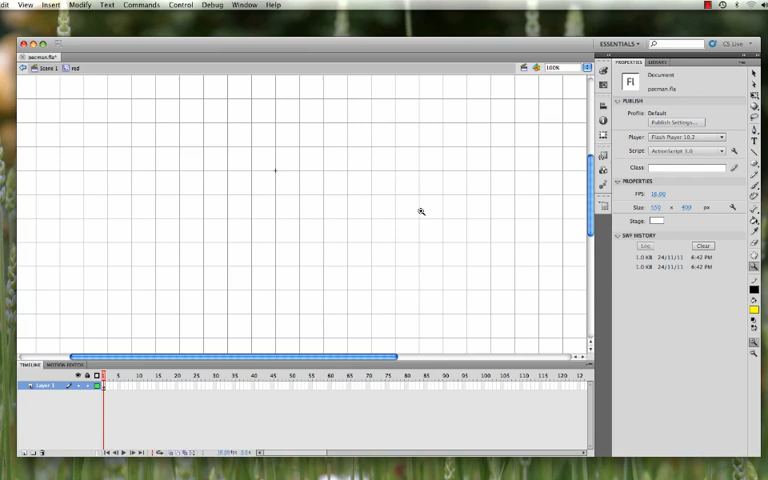 dit View Insert Modify Text Commands Control Debug Window Help
ESSENTIALS CS Live
pacman.fla*
Scene 1 red 100%
PROPERTIES LIBRARY
Fl Document
pacman.fla
PUBLISH
Profile: Default
Publish Settings...
Player: Flash Player 10.2
Script: ActionScript 3.0
Class:
PROPERTIES
FPS:
Size: 550 x 400 px
Stage:
SWF HISTORY
Log Clear
1.0 KB 24/11/11 6:42 PM
1.0 KB 24/11/11 6:42 PM
TIMELINE MOTION EDITOR
5 10 15 20 25 30 35 40 45 50 55 60 65 70 75 80 85 90 95 100 105 110 115 12
Layer 1